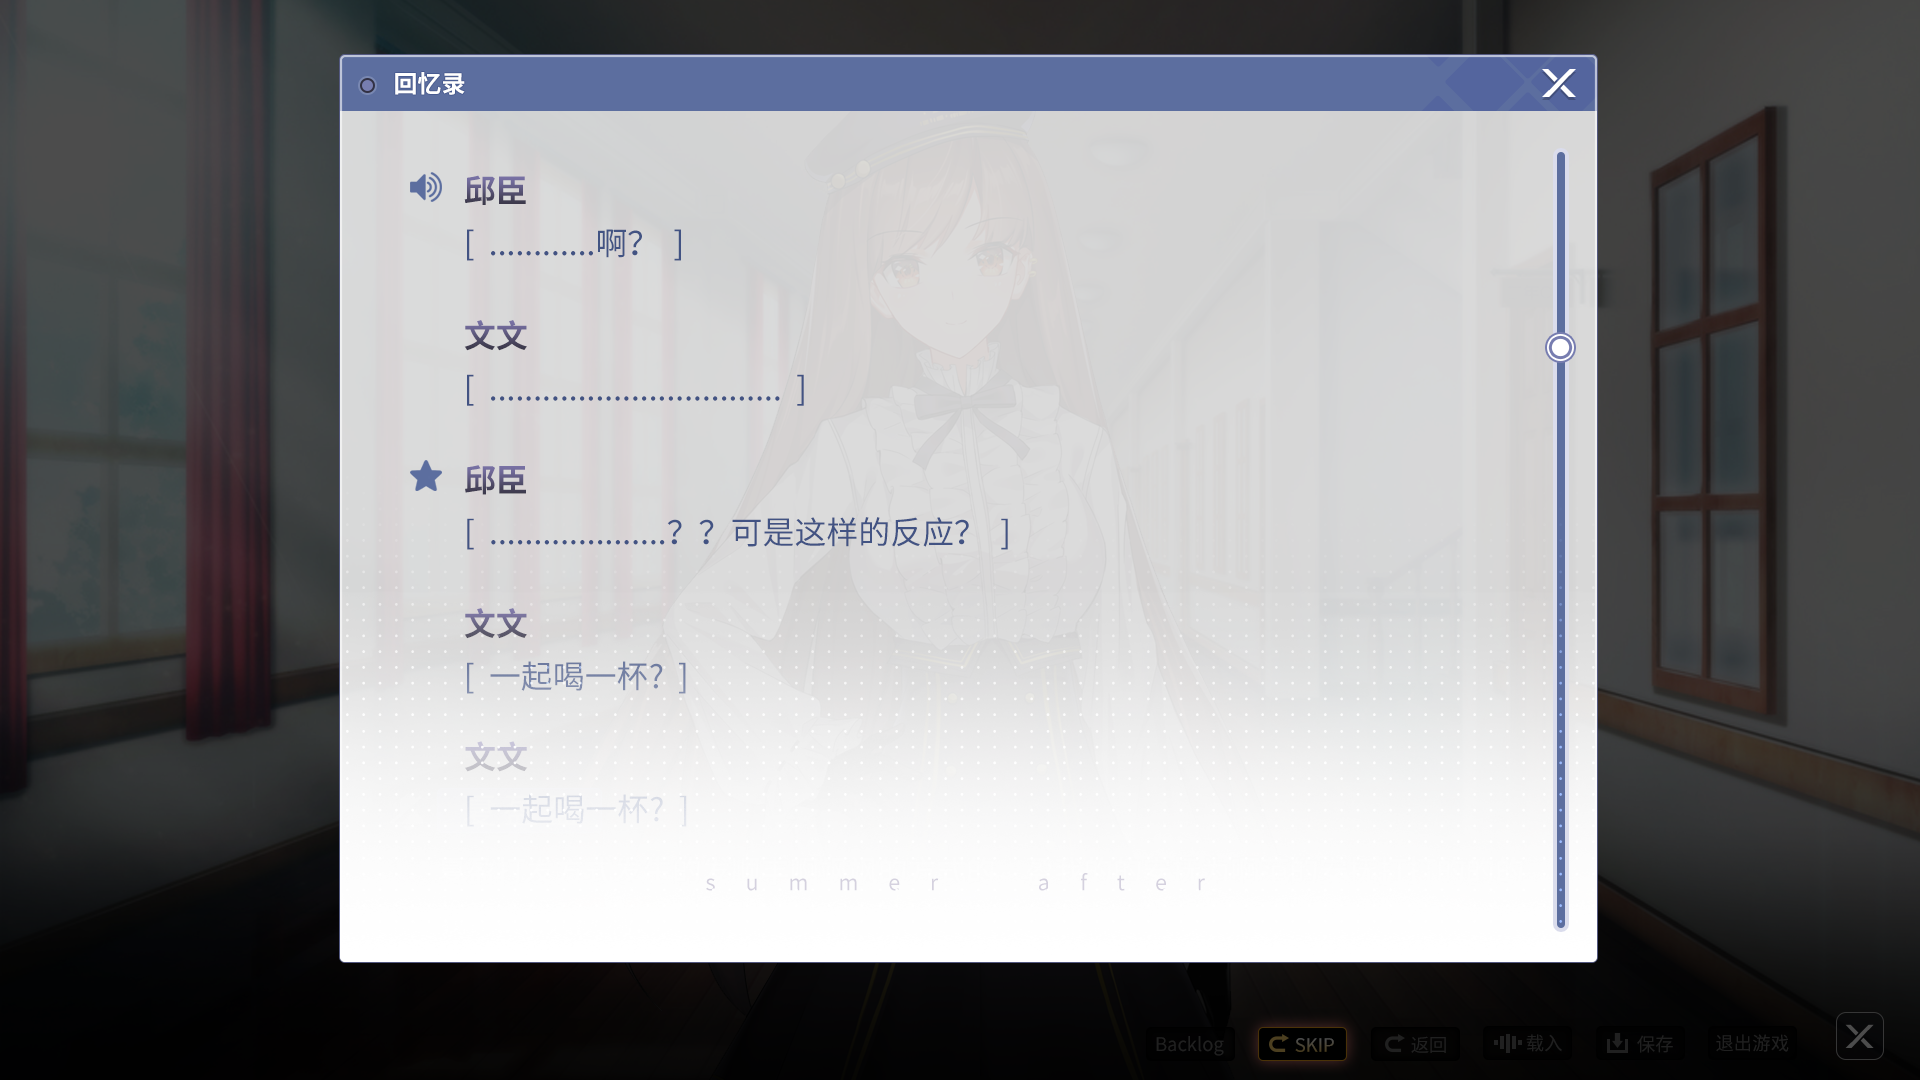 回忆录
邱臣
[ ............啊？ ]
文文
[ ................................. ]
邱臣
[ ....................？？可是这样的反应？ ]
文文
[ 一起喝一杯？]
文文
[ 一起喝一杯？]
summer after
Backlog SKIP 返回 载入 保存 退出游戏